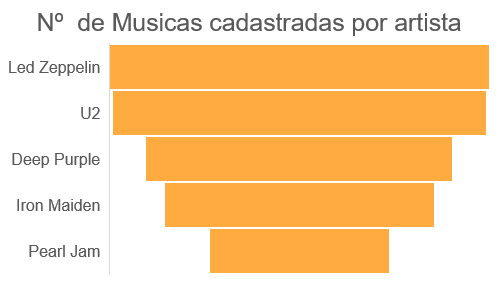 Nº  de Musicas cadastradas por artista
Led Zeppelin
U2
Deep Purple
Iron Maiden
Pearl Jam